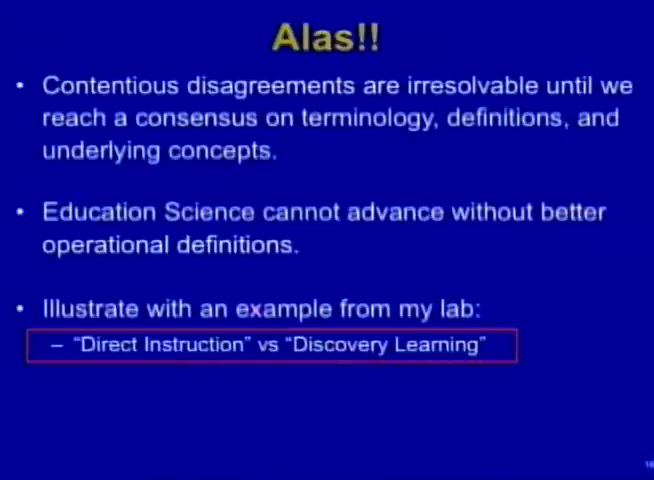 Alas!!
• Contentious disagreements are irresolvable until we
reach a consensus on terminology, definitions, and
underlying concepts.
• Education Science cannot advance without better
operational definitions.
• Illustrate with an example from my lab:
– "Direct Instruction" vs "Discovery Learning"